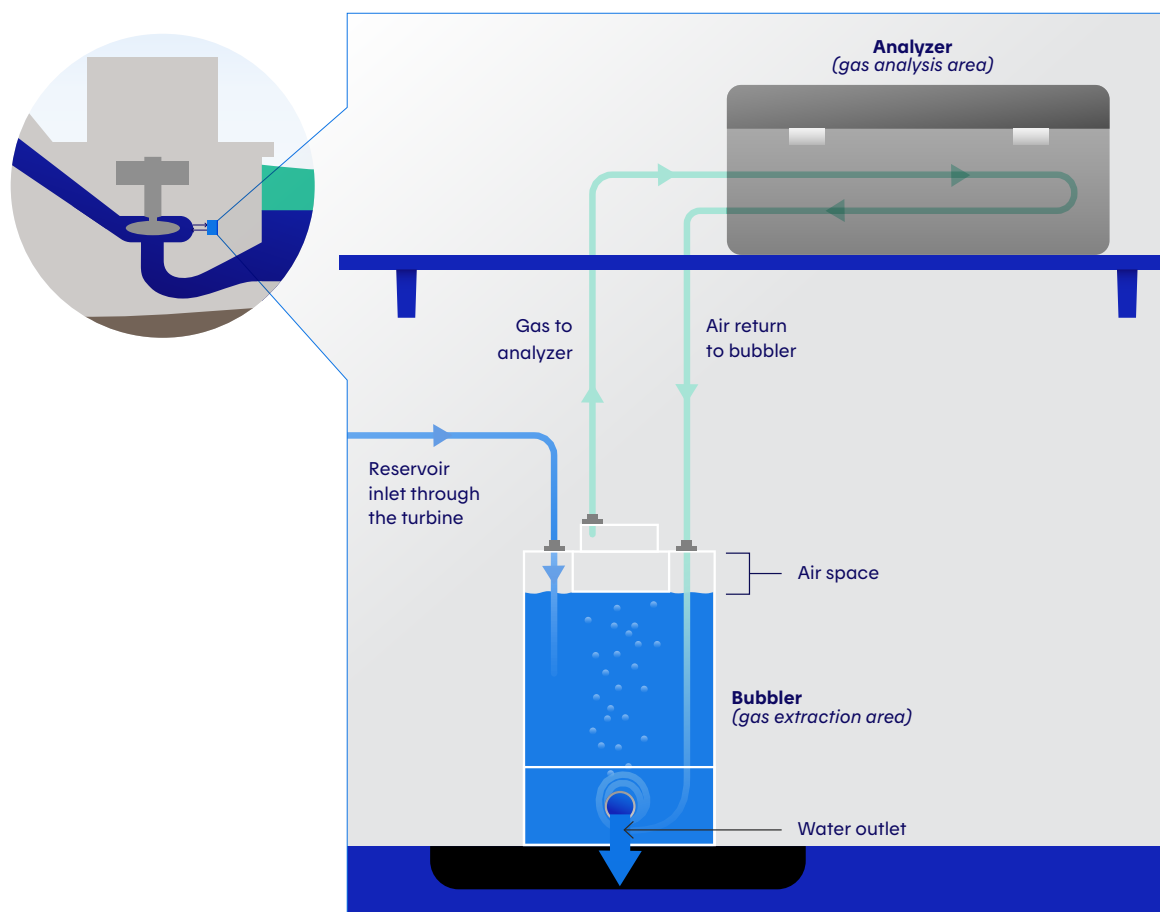 Analyzer
(gas analysis area)
Gas to
analyzer
Air return
to bubbler
Reservoir
inlet through
the turbine
Air space
Bubbler
(gas extraction area)
Water outlet